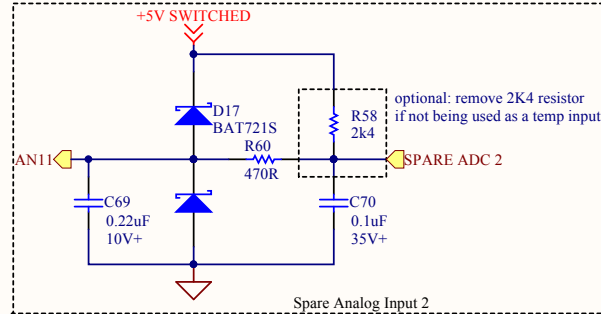 +5V SWITCHED
optional: remove 2K4 resistor
if not being used as a temp input
D17
BAT721S
R58
2k4
R60
470R
AN11
SPARE ADC 2
C69
0.22uF
10V+
C70
0.1uF
35V+
Spare Analog Input 2